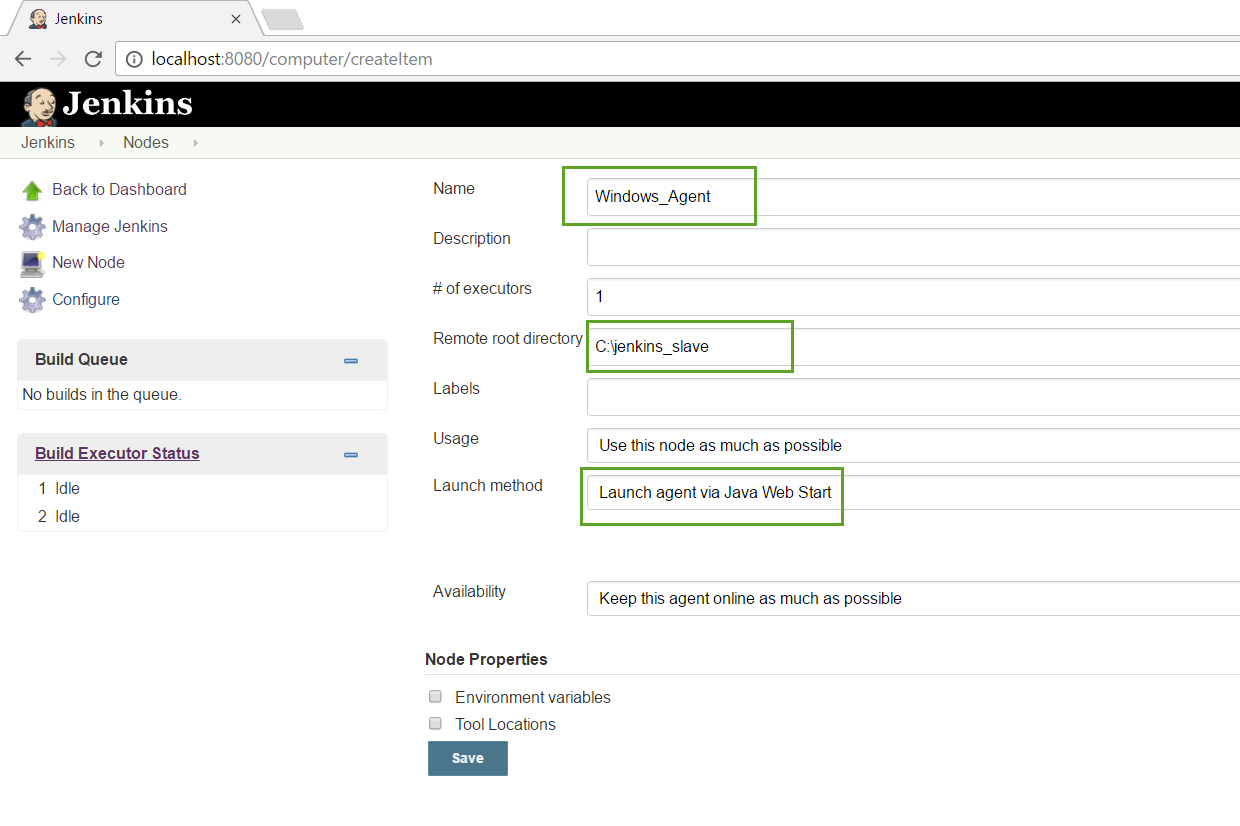 Jenkins
localhost:8080/computer/createItem
Jenkins
Jenkins Nodes
Back to Dashboard
Manage Jenkins
New Node
Configure
Build Queue
No builds in the queue.
Build Executor Status
1 Idle
2 Idle
Name Windows_Agent
Description
# of executors 1
Remote root directory C:\jenkins_slave
Labels
Usage Use this node as much as possible
Launch method Launch agent via Java Web Start
Availability Keep this agent online as much as possible
Node Properties
Environment variables
Tool Locations
Save